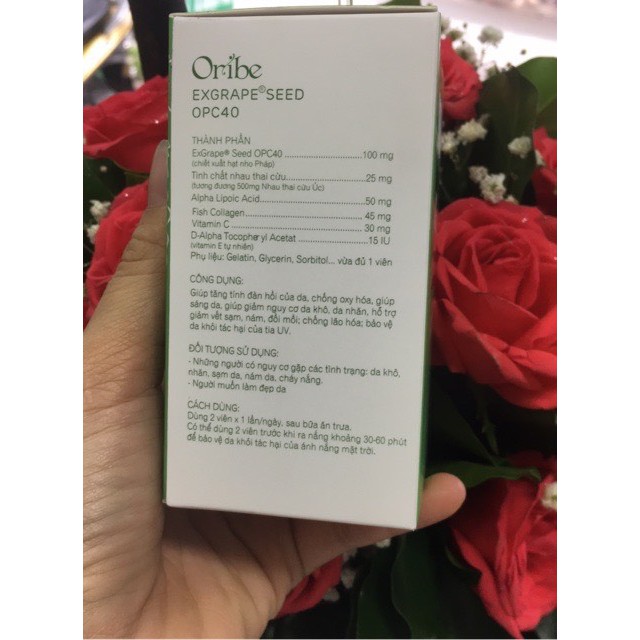 Oribe
EXGRAPE® SEED
OPC40
THÀNH PHẦN
ExGrape® Seed OPC40 ........................100 mg
(chiết xuất hạt nho Pháp)
Tinh chất nhau thai cừu........................25 mg
(tương đương 500mg Nhau thai cừu Úc)
Alpha Lipoic Acid................................50 mg
Fish Collagen..................................... 45 mg
Vitamin C .......................................... 30 mg
D-Alpha Tocopheryl Acetat ..................15 IU
(vitamin E tự nhiên)
Phụ liệu: Gelatin, Glycerin, Sorbitol... vừa đủ 1 viên
CÔNG DỤNG:
Giúp tăng tính đàn hồi của da, chống oxy hóa, giúp
sáng da, giúp giảm nguy cơ da khô, da nhăn, hỗ trợ
giảm vết sạm, nám, đồi mồi; chống lão hóa; bảo vệ
da khỏi tác hại của tia UV.
ĐỐI TƯỢNG SỬ DỤNG:
- Những người có nguy cơ gặp các tình trạng: da khô,
nhăn, sạm da, nám da, cháy nắng.
- Người muốn làm đẹp da
CÁCH DÙNG:
Dùng 2 viên x 1 lần/ngày, sau bữa ăn trưa.
Có thể dùng 2 viên trước khi ra nắng khoảng 30-60 phút
để bảo vệ da khỏi tác hại của ánh nắng mặt trời.